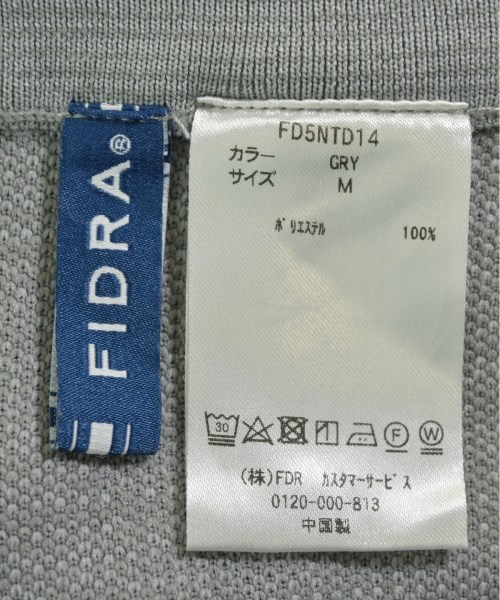 FIDRA®
FD5NTD14
カラー GRY
サイズ M
ポリエステル 100%
30
F W
(株)FDR カスタマーサービス
0120-000-813
中国製